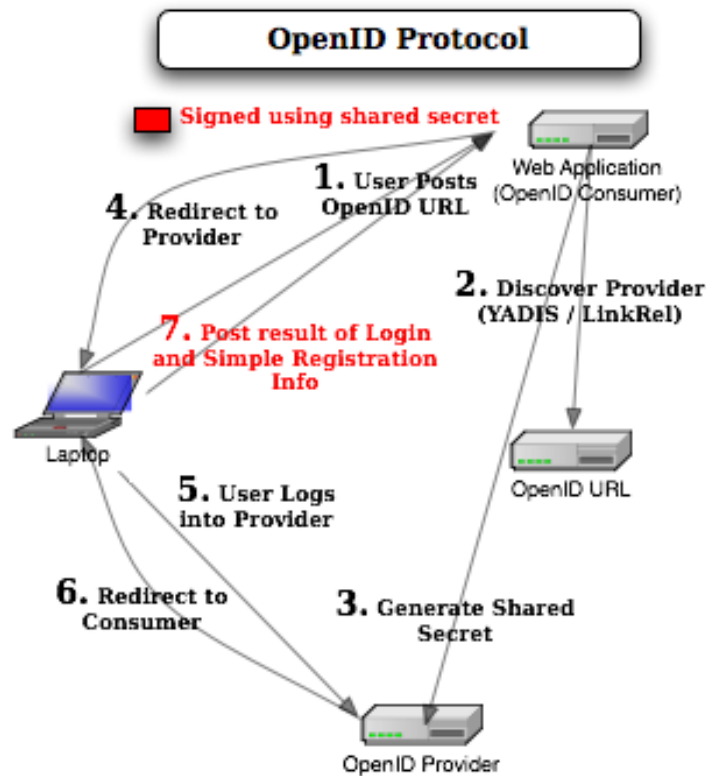 OpenID Protocol
Signed using shared secret
Web Application
(OpenID Consumer)
1. User Posts
OpenID URL
4. Redirect to
Provider
2. Discover Provider
(YADIS / LinkRel)
7. Post result of Login
and Simple Registration
Info
Laptop
OpenID URL
5. User Logs
into Provider
6. Redirect to
Consumer
3. Generate Shared
Secret
OpenID Provider